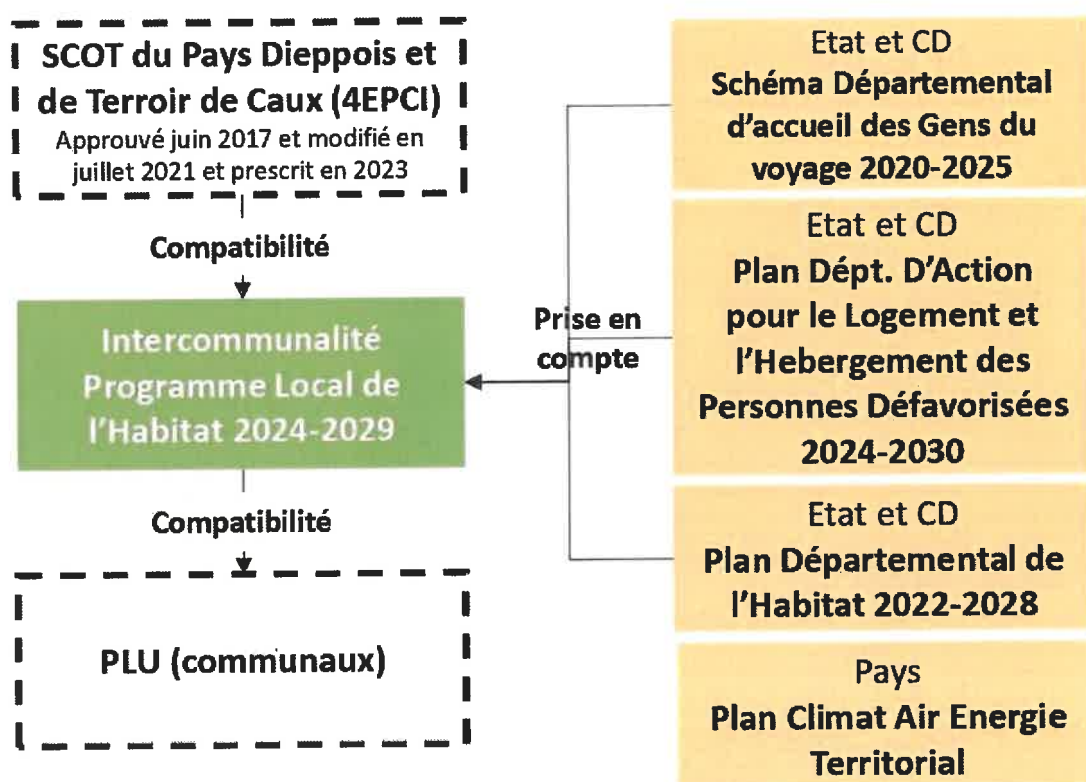 SCOT du Pays Dieppois et
de Terroir de Caux (4EPCI)
Approuvé juin 2017 et modifié en
juillet 2021 et prescrit en 2023
Compatibilité
Intercommunalité
Programme Local de
l'Habitat 2024-2029
Compatibilité
PLU (communaux)
Prise en
compte
Etat et CD
Schéma Départemental
d'accueil des Gens du
voyage 2020-2025
Etat et CD
Plan Dépt. D'Action
pour le Logement et
l'Hebergement des
Personnes Défavorisées
2024-2030
Etat et CD
Plan Départemental de
l'Habitat 2022-2028
Pays
Plan Climat Air Energie
Territorial